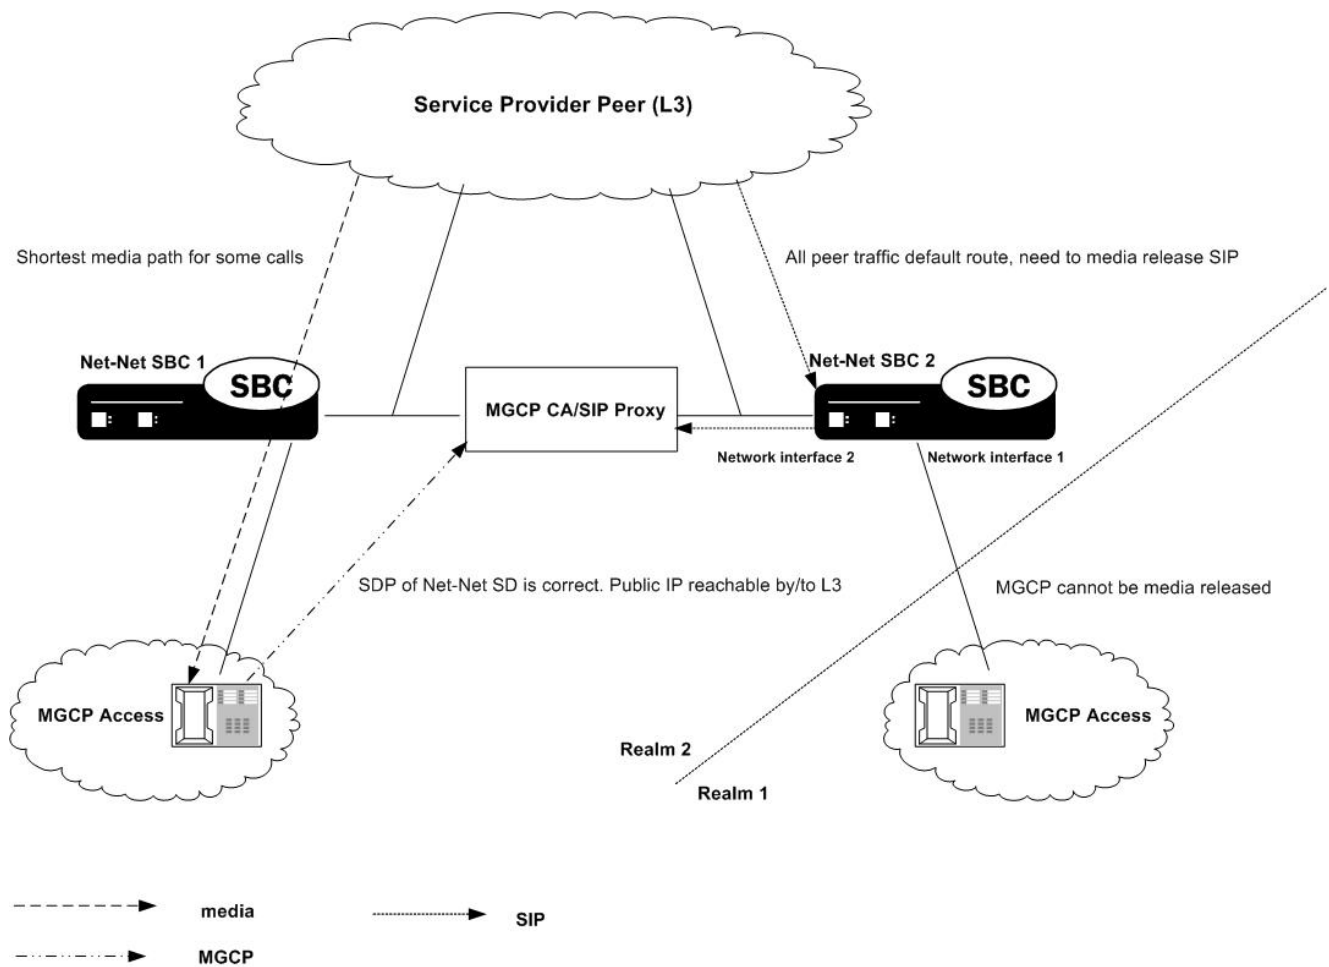 Service Provider Peer (L3)
Shortest media path for some calls
All peer traffic default route, need to media release SIP
Net-Net SBC 1
SBC
MGCP CA/SIP Proxy
Net-Net SBC 2
SBC
Network interface 2
Network interface 1
SDP of Net-Net SD is correct. Public IP reachable by/to L3
MGCP cannot be media released
MGCP Access
MGCP Access
Realm 2
Realm 1
media
SIP
MGCP